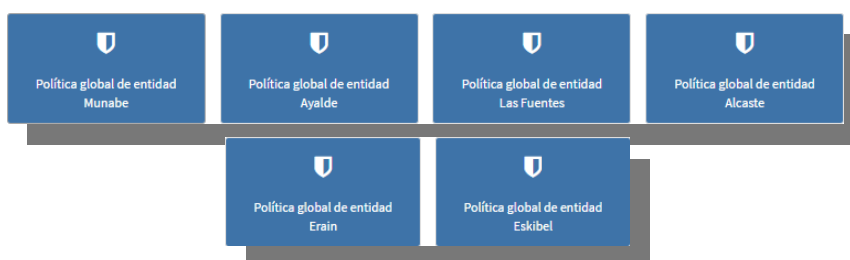 Política global de entidad
Munabe
Política global de entidad
Ayalde
Política global de entidad
Las Fuentes
Política global de entidad
Alcaste
Política global de entidad
Erain
Política global de entidad
Eskibel